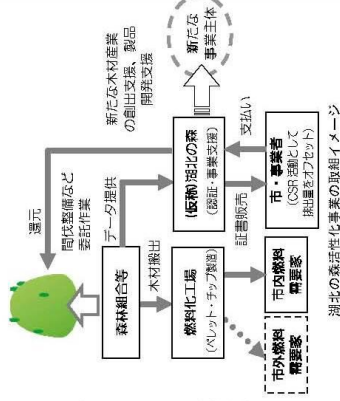 還元
間伐整備など
委託作業
森林組合等
データ提供
木材搬出
新たな木材産業
の創出支援、製品
開発支援
(仮称)湖北の森
(認証・事業支援)
新たな
事業主体
燃料化工場
(ペレット・チップ製造)
証書販売
支払い
市・事業者
(CSR活動として
排出量をオフセット)
市内燃料
需要家
市外燃料
需要家
湖北の森活性化事業の取組イメージ